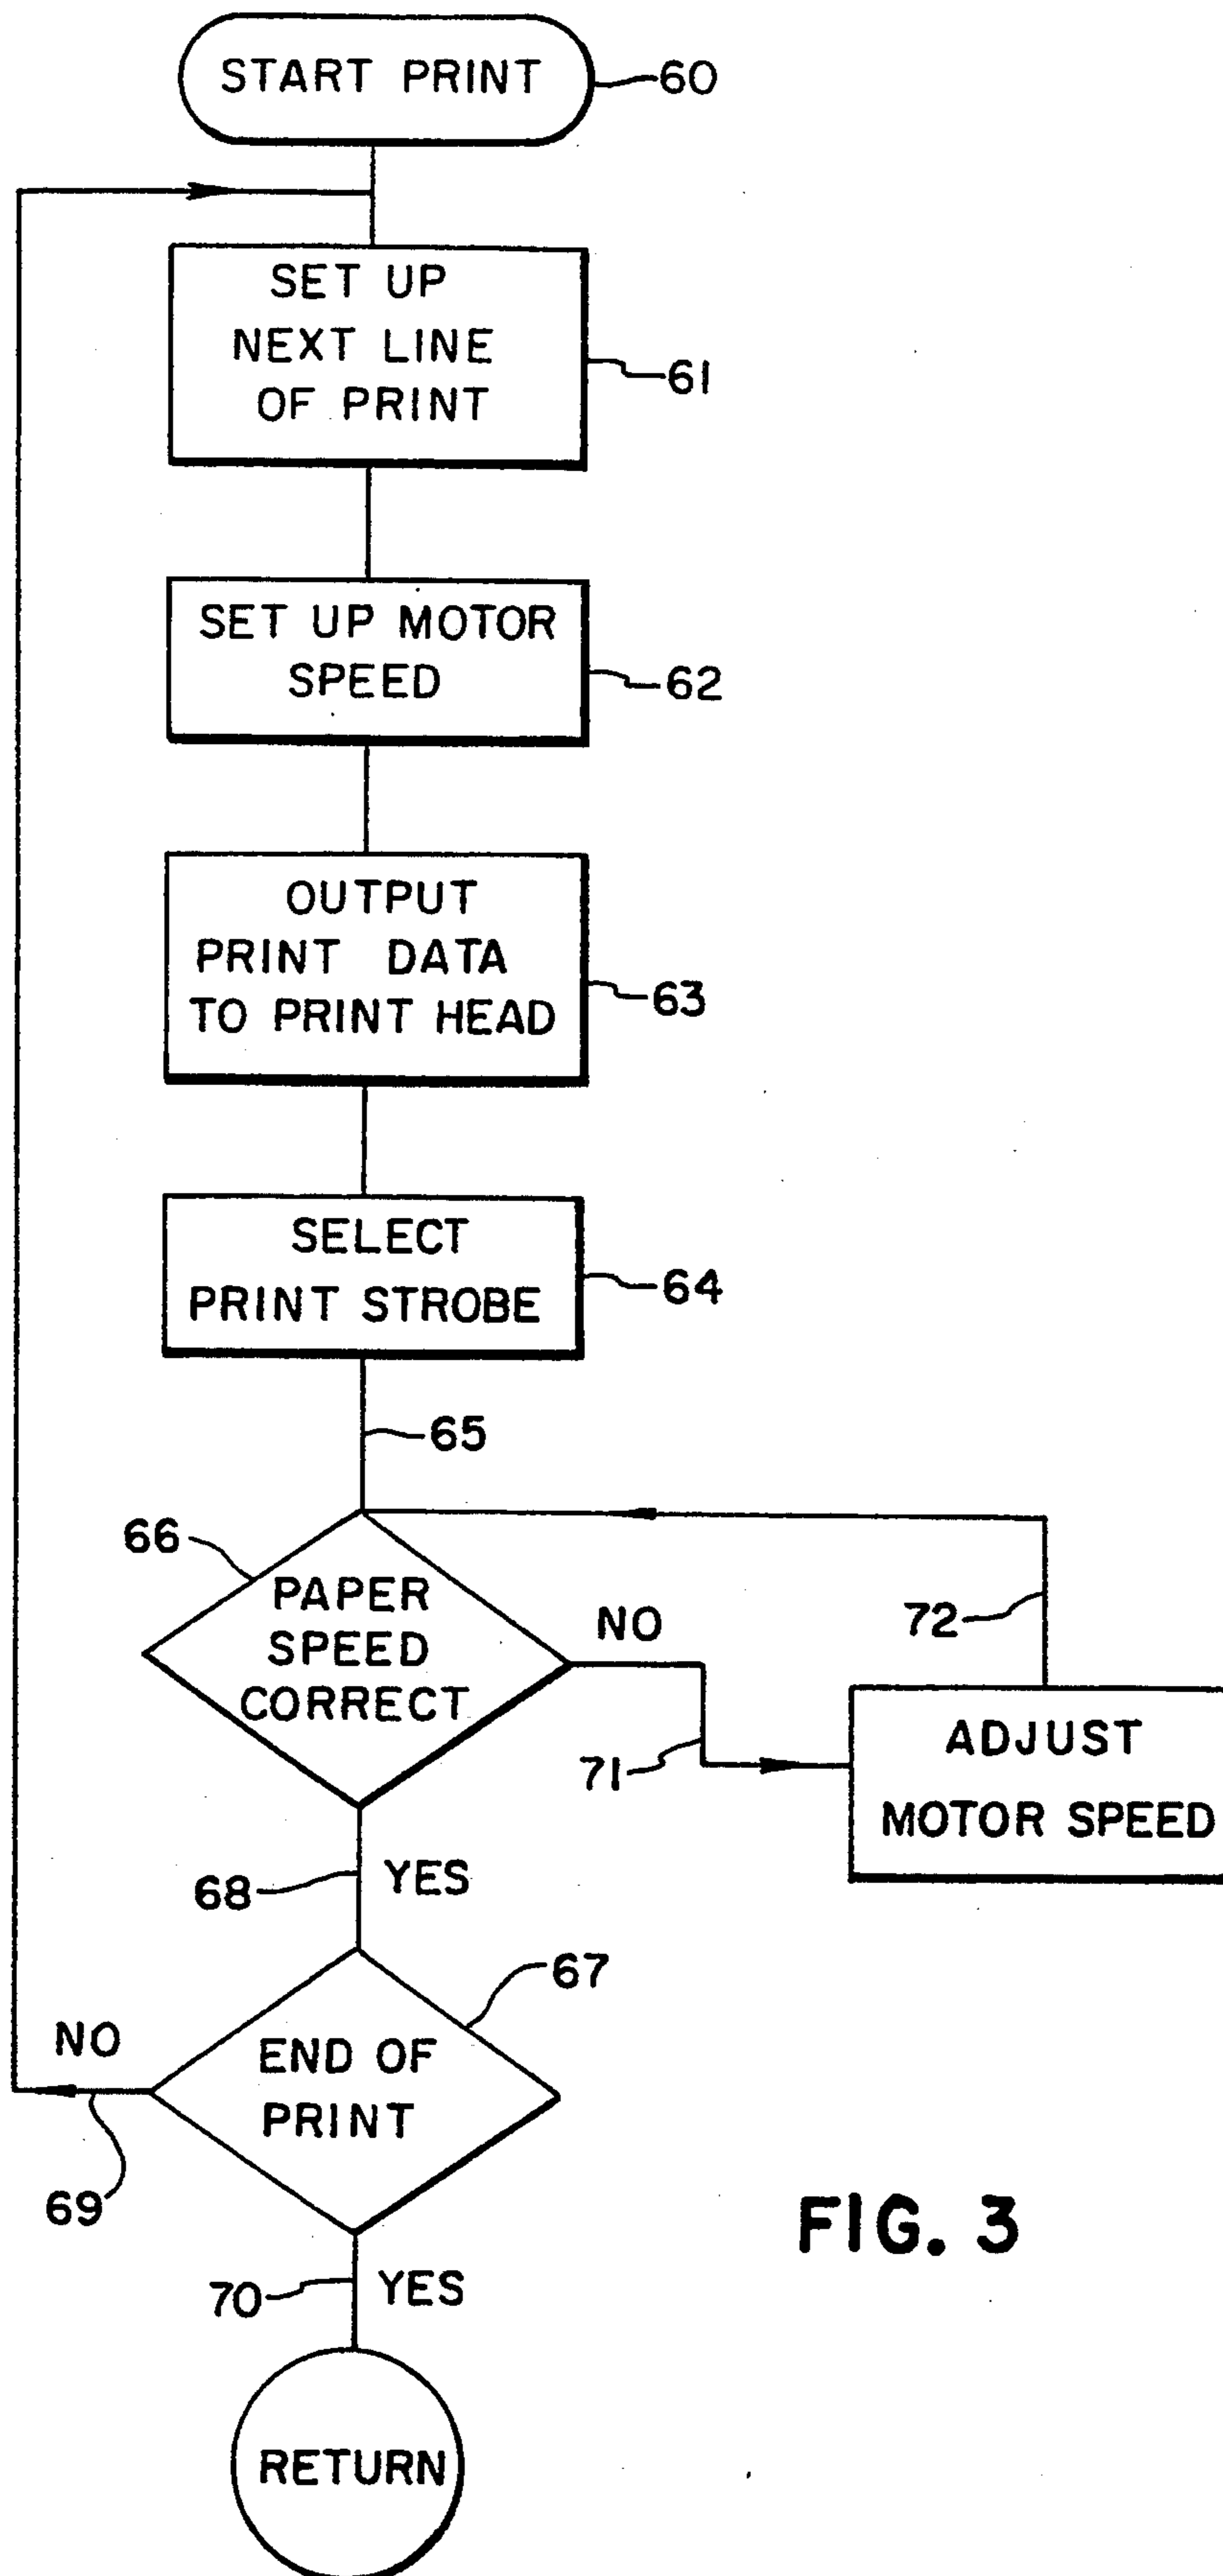 START PRINT
60
SET UP
NEXT LINE
OF PRINT
61
SET UP MOTOR
SPEED
62
OUTPUT
PRINT DATA
TO PRINT HEAD
63
SELECT
PRINT STROBE
64
65
66
PAPER
SPEED
CORRECT
NO
71
72
ADJUST
MOTOR SPEED
68
YES
67
END OF
PRINT
NO
69
70
YES
RETURN
FIG. 3